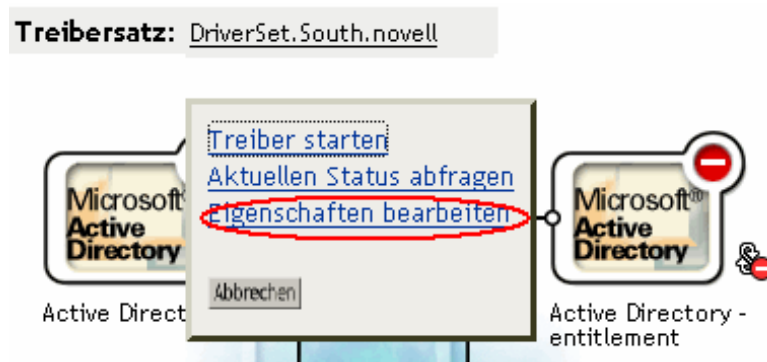 Treibersatz: DriverSet.South.novell
Treiber starten
Aktuellen Status abfragen
Eigenschaften bearbeiten
Abbrechen
Microsoft
Active
Directory
Active Direct
Microsoft®
Active
Directory
Active Directory -
entitlement